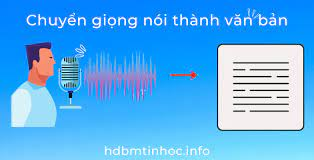 Chuyển giọng nói thành văn bản
hdbmtinhoc.info